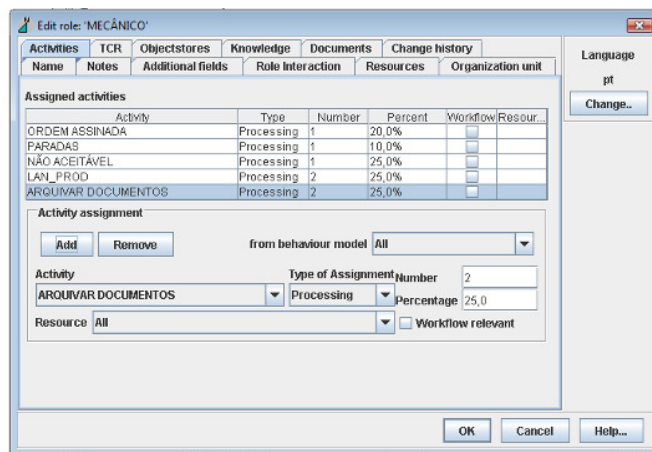 Edit role: 'MECÂNICO'
Activities TCR Objectstores Knowledge Documents Change history
Name Notes Additional fields Role Interaction Resources Organization unit
Language
pt
Change..
Assigned activities
Activity Type Number Percent Workflow Resour...
ORDEM ASSINADA Processing 1 20,0%
PARADAS Processing 1 10,0%
NÃO ACEITÁVEL Processing 1 25,0%
LAN_PROD Processing 2 25,0%
ARQUIVAR DOCUMENTOS Processing 2 25,0%
Activity assignment
Add Remove from behaviour model All
Activity Type of Assignment Number 2
ARQUIVAR DOCUMENTOS Processing Percentage 25,0
Resource All Workflow relevant
OK Cancel Help...